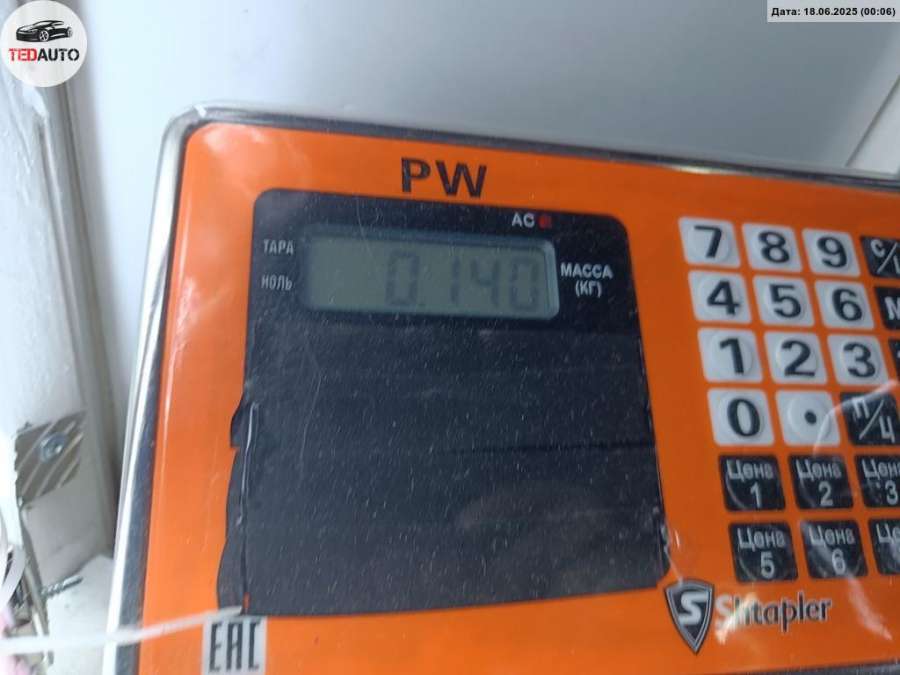 TEDAUTO
Дата: 18.06.2025 (00:06)
PW
AC
ТАРА
НОЛЬ
0.140
МАССА
(КГ)
7 8 9
4 5 6
1 2 3
0 . П/Ц
Цена 1
Цена 2
Цена 3
Цена 5
Цена 6
S Shtapler
EAC